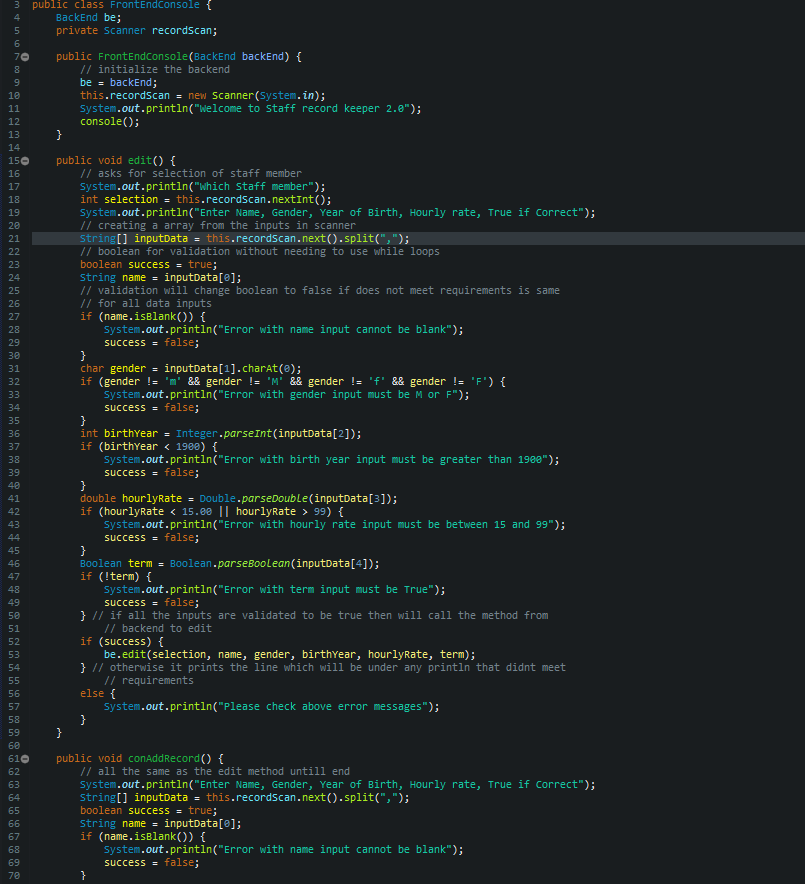 3 public class FrontEndConsole {
4     BackEnd be;
5     private Scanner recordScan;
6
7     public FrontEndConsole(BackEnd backEnd) {
8         // initialize the backend
9         be = backEnd;
10         this.recordScan = new Scanner(System.in);
11         System.out.println("Welcome to Staff record keeper 2.0");
12         console();
13     }
14
15     public void edit() {
16         // asks for selection of staff member
17         System.out.println("Which Staff member");
18         int selection = this.recordScan.nextInt();
19         System.out.println("Enter Name, Gender, Year of Birth, Hourly rate, True if Correct");
20         // creating a array from the inputs in scanner
21         String[] inputData = this.recordScan.next().split(",");
22         // boolean for validation without needing to use while loops
23         boolean success = true;
24         String name = inputData[0];
25         // validation will change boolean to false if does not meet requirements is same
26         // for all data inputs
27         if (name.isBlank()) {
28             System.out.println("Error with name input cannot be blank");
29             success = false;
30         }
31         char gender = inputData[1].charAt(0);
32         if (gender != 'm' && gender != 'M' && gender != 'f' && gender != 'F') {
33             System.out.println("Error with gender input must be M or F");
34             success = false;
35         }
36         int birthYear = Integer.parseInt(inputData[2]);
37         if (birthYear < 1900) {
38             System.out.println("Error with birth year input must be greater than 1900");
39             success = false;
40         }
41         double hourlyRate = Double.parseDouble(inputData[3]);
42         if (hourlyRate < 15.00 || hourlyRate > 99) {
43             System.out.println("Error with hourly rate input must be between 15 and 99");
44             success = false;
45         }
46         Boolean term = Boolean.parseBoolean(inputData[4]);
47         if (!term) {
48             System.out.println("Error with term input must be True");
49             success = false;
50         } // if all the inputs are validated to be true then will call the method from
51             // backend to edit
52         if (success) {
53             be.edit(selection, name, gender, birthYear, hourlyRate, term);
54         } // otherwise it prints the line which will be under any println that didnt meet
55             // requirements
56         else {
57             System.out.println("Please check above error messages");
58         }
59     }
60
61     public void conAddRecord() {
62         // all the same as the edit method untill end
63         System.out.println("Enter Name, Gender, Year of Birth, Hourly rate, True if Correct");
64         String[] inputData = this.recordScan.next().split(",");
65         boolean success = true;
66         String name = inputData[0];
67         if (name.isBlank()) {
68             System.out.println("Error with name input cannot be blank");
69             success = false;
70         }